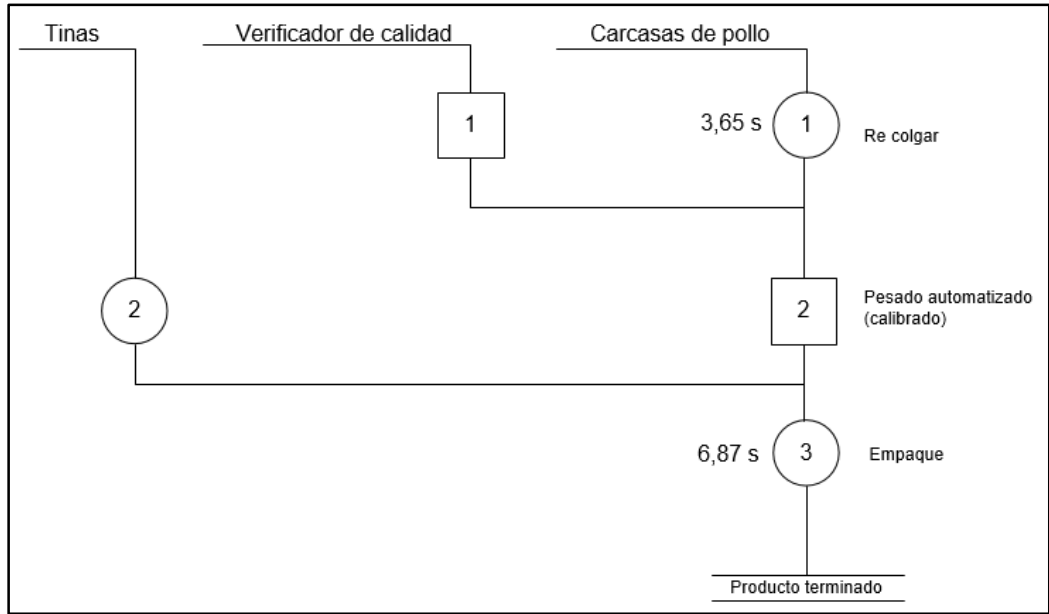 Tinas
Verificador de calidad
Carcasas de pollo
1
3,65 s
1
Re colgar
2
2
Pesado automatizado
(calibrado)
6,87 s
3
Empaque
Producto terminado